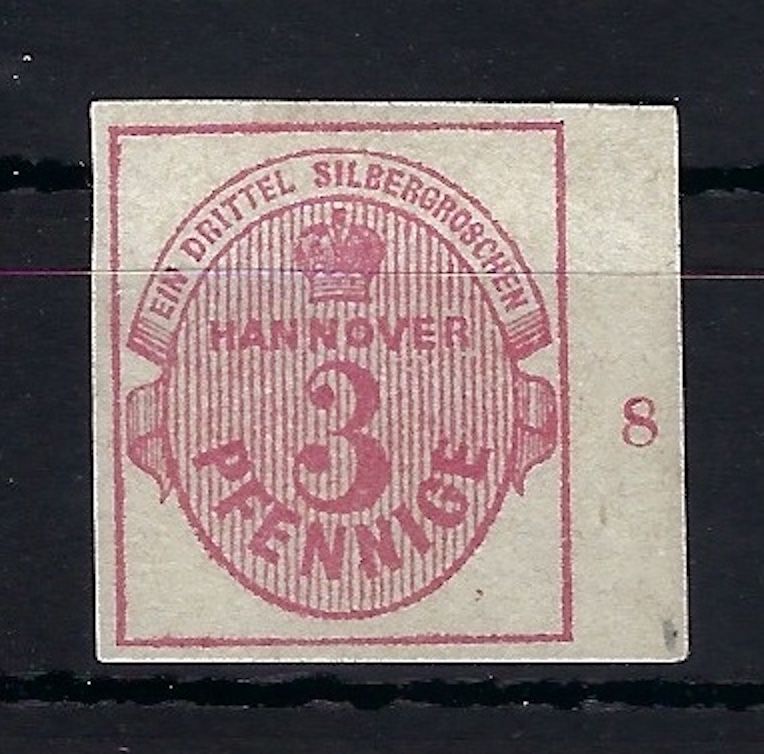 EIN DRITTEL SILBERGROSCHEN
HANNOVER
3
PFENNIGE
8